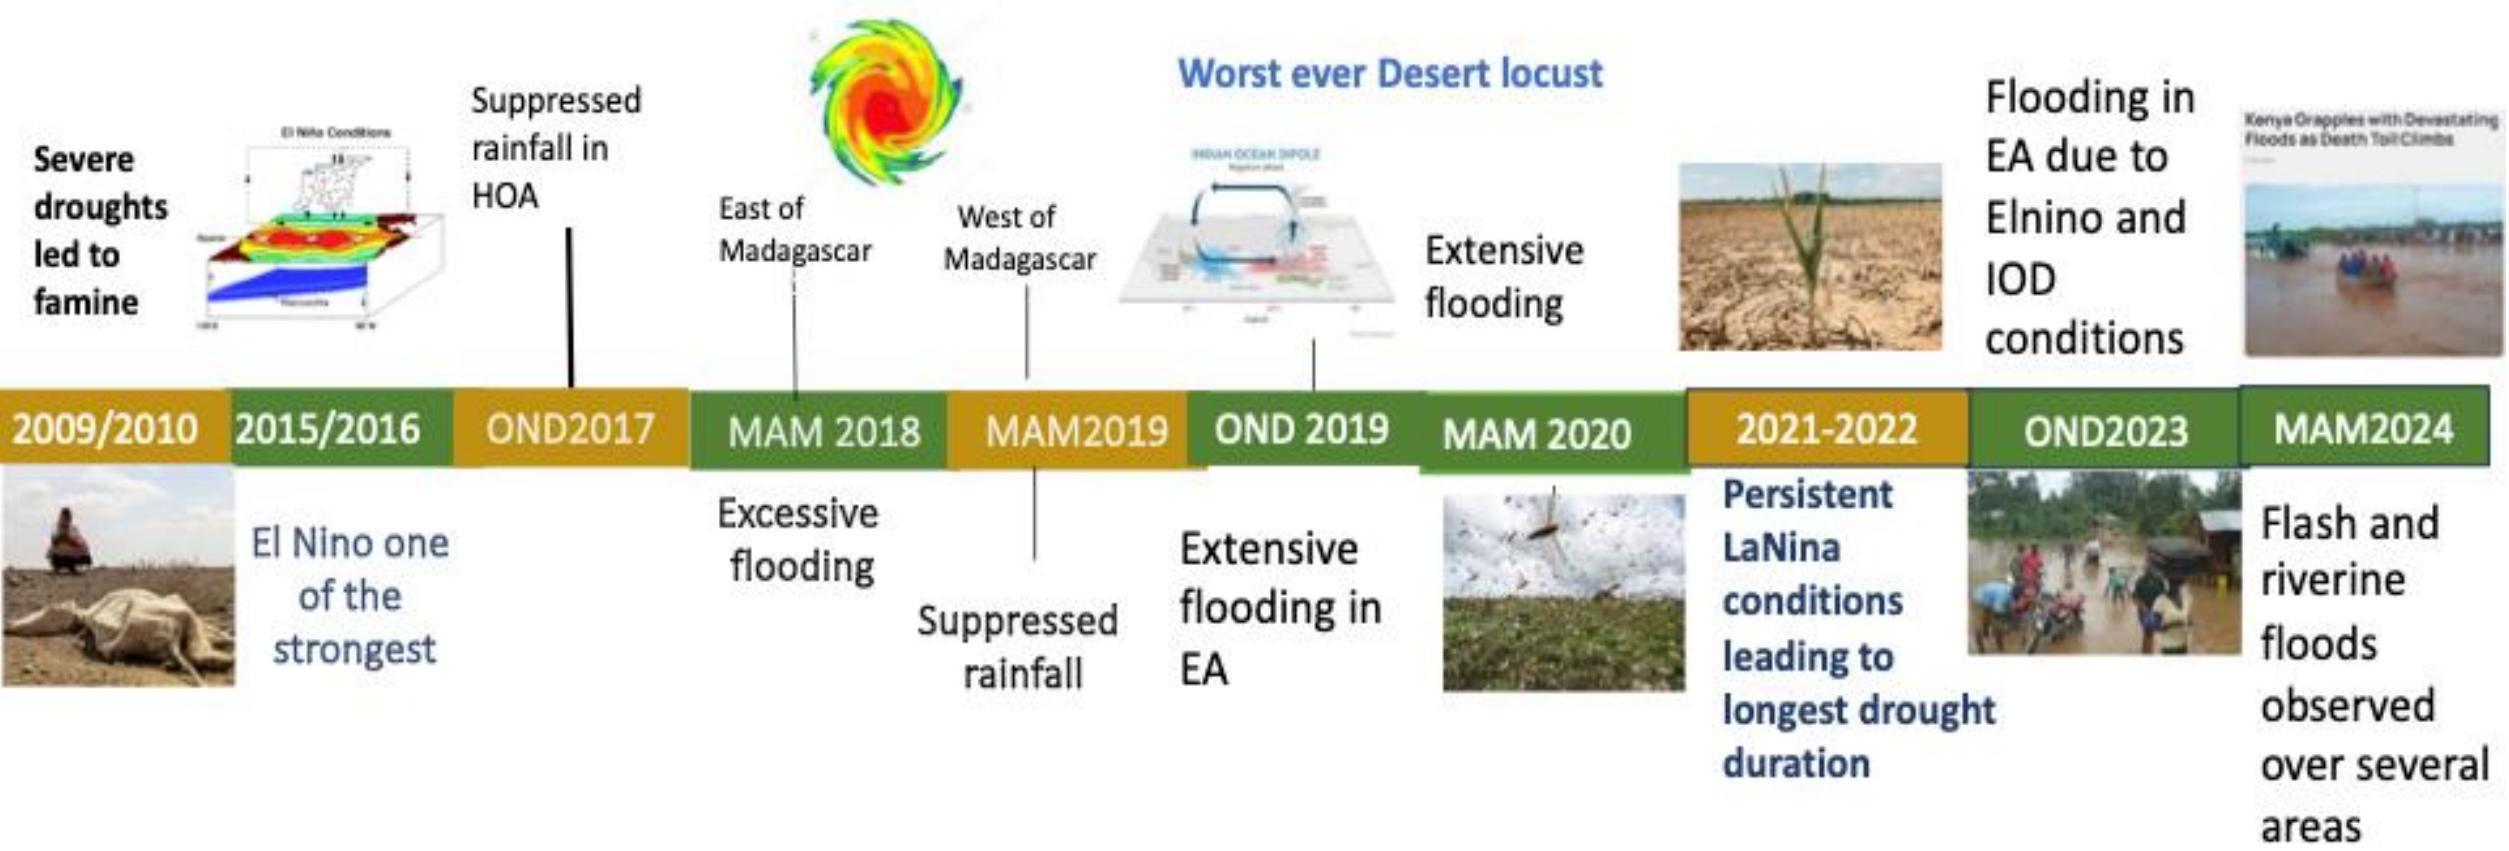 Severe
droughts
led to
famine
El Niño Conditions
Suppressed
rainfall in
HOA
East of
Madagascar
West of
Madagascar
Worst ever Desert locust
INDIAN OCEAN DIPOLE
Extensive
flooding
Flooding in
EA due to
Elnino and
IOD
conditions
Kenya Grapples with Devastating
Floods as Death Toll Climbs
2009/2010
2015/2016
OND2017
MAM 2018
MAM2019
OND 2019
MAM 2020
2021-2022
OND2023
MAM2024
El Nino one
of the
strongest
Excessive
flooding
Suppressed
rainfall
Extensive
flooding in
EA
Persistent
LaNina
conditions
leading to
longest drought
duration
Flash and
riverine
floods
observed
over several
areas